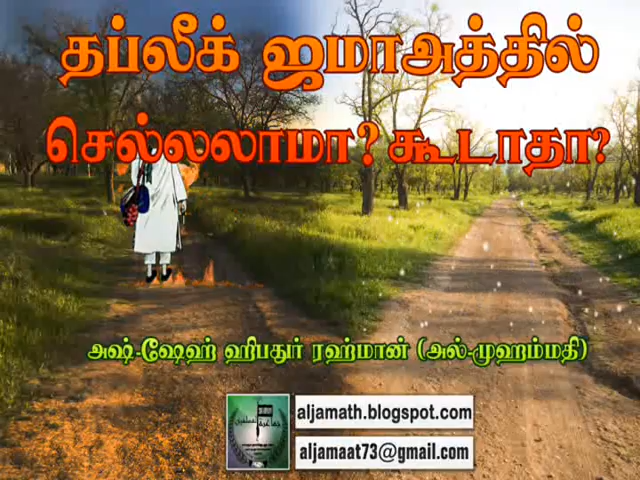 தப்லீக் ஜமாஅத்தில்
செல்லலாமா? கூடாதா?
அஷ்-ஷேஹ் ஹிபதுர் ரஹ்மான் (அல்-முஹம்மதி)
aljamath.blogspot.com
aljamaat73@gmail.com